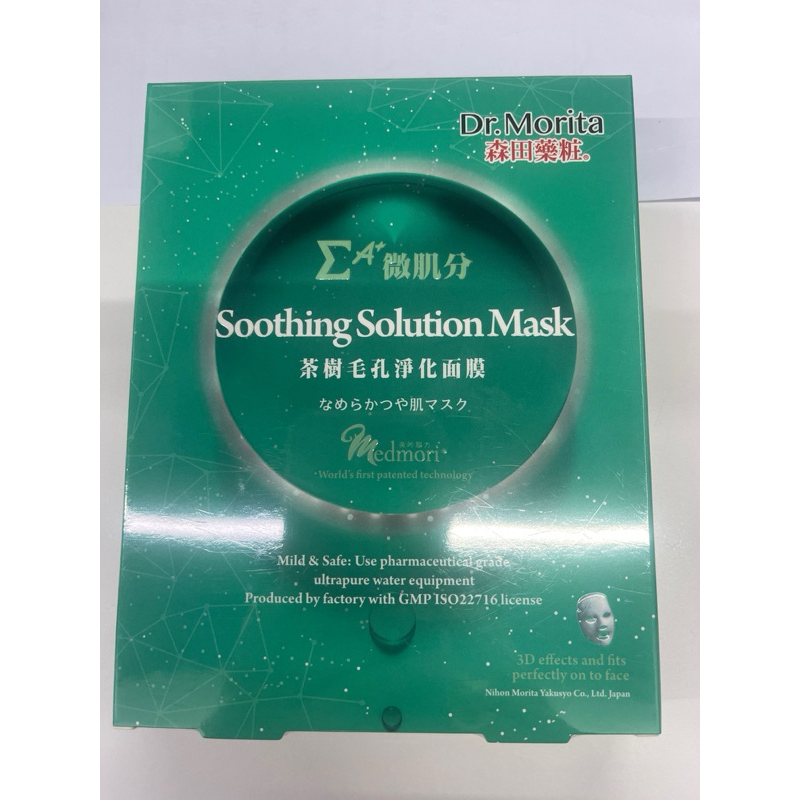 Dr.Morita
森田藥粧®
ΣA+微肌分
Soothing Solution Mask
茶樹毛孔淨化面膜
なめらかつや肌マスク
Medmori
World's first patented technology
Mild & Safe: Use pharmaceutical grade
ultrapure water equipment
Produced by factory with GMP ISO22716 license
3D effects and fits
perfectly on to face
Nihon Morita Yakusyo Co., Ltd. Japan